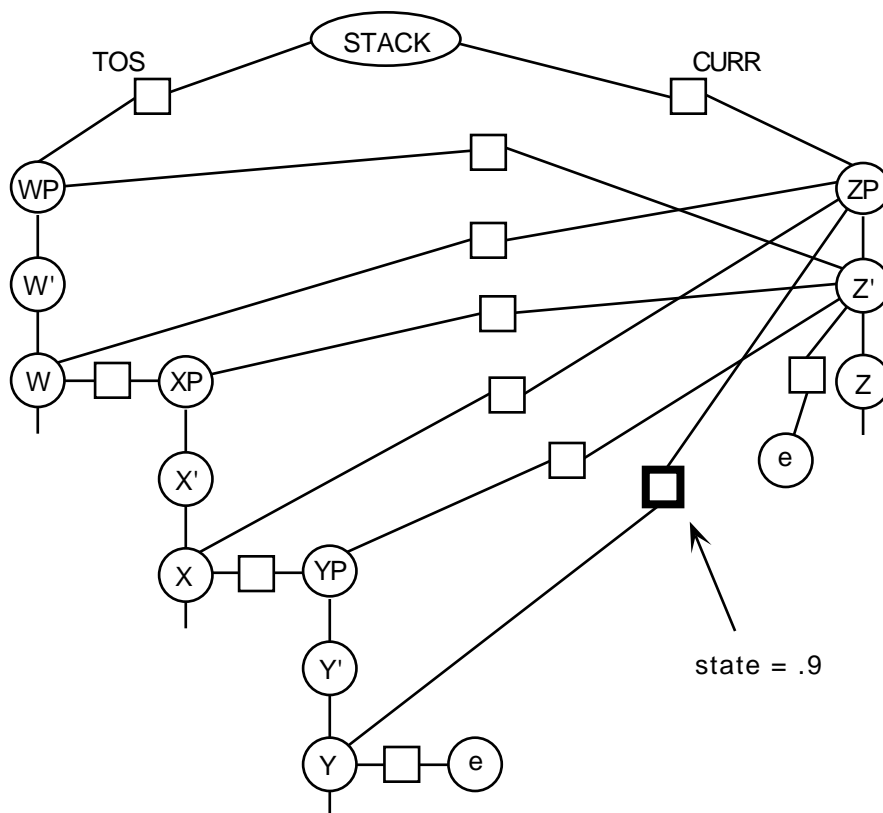 STACK
TOS
CURR
WP
ZP
W'
Z'
W
XP
Z
e
X'
X
YP
Y'
state = .9
Y
e